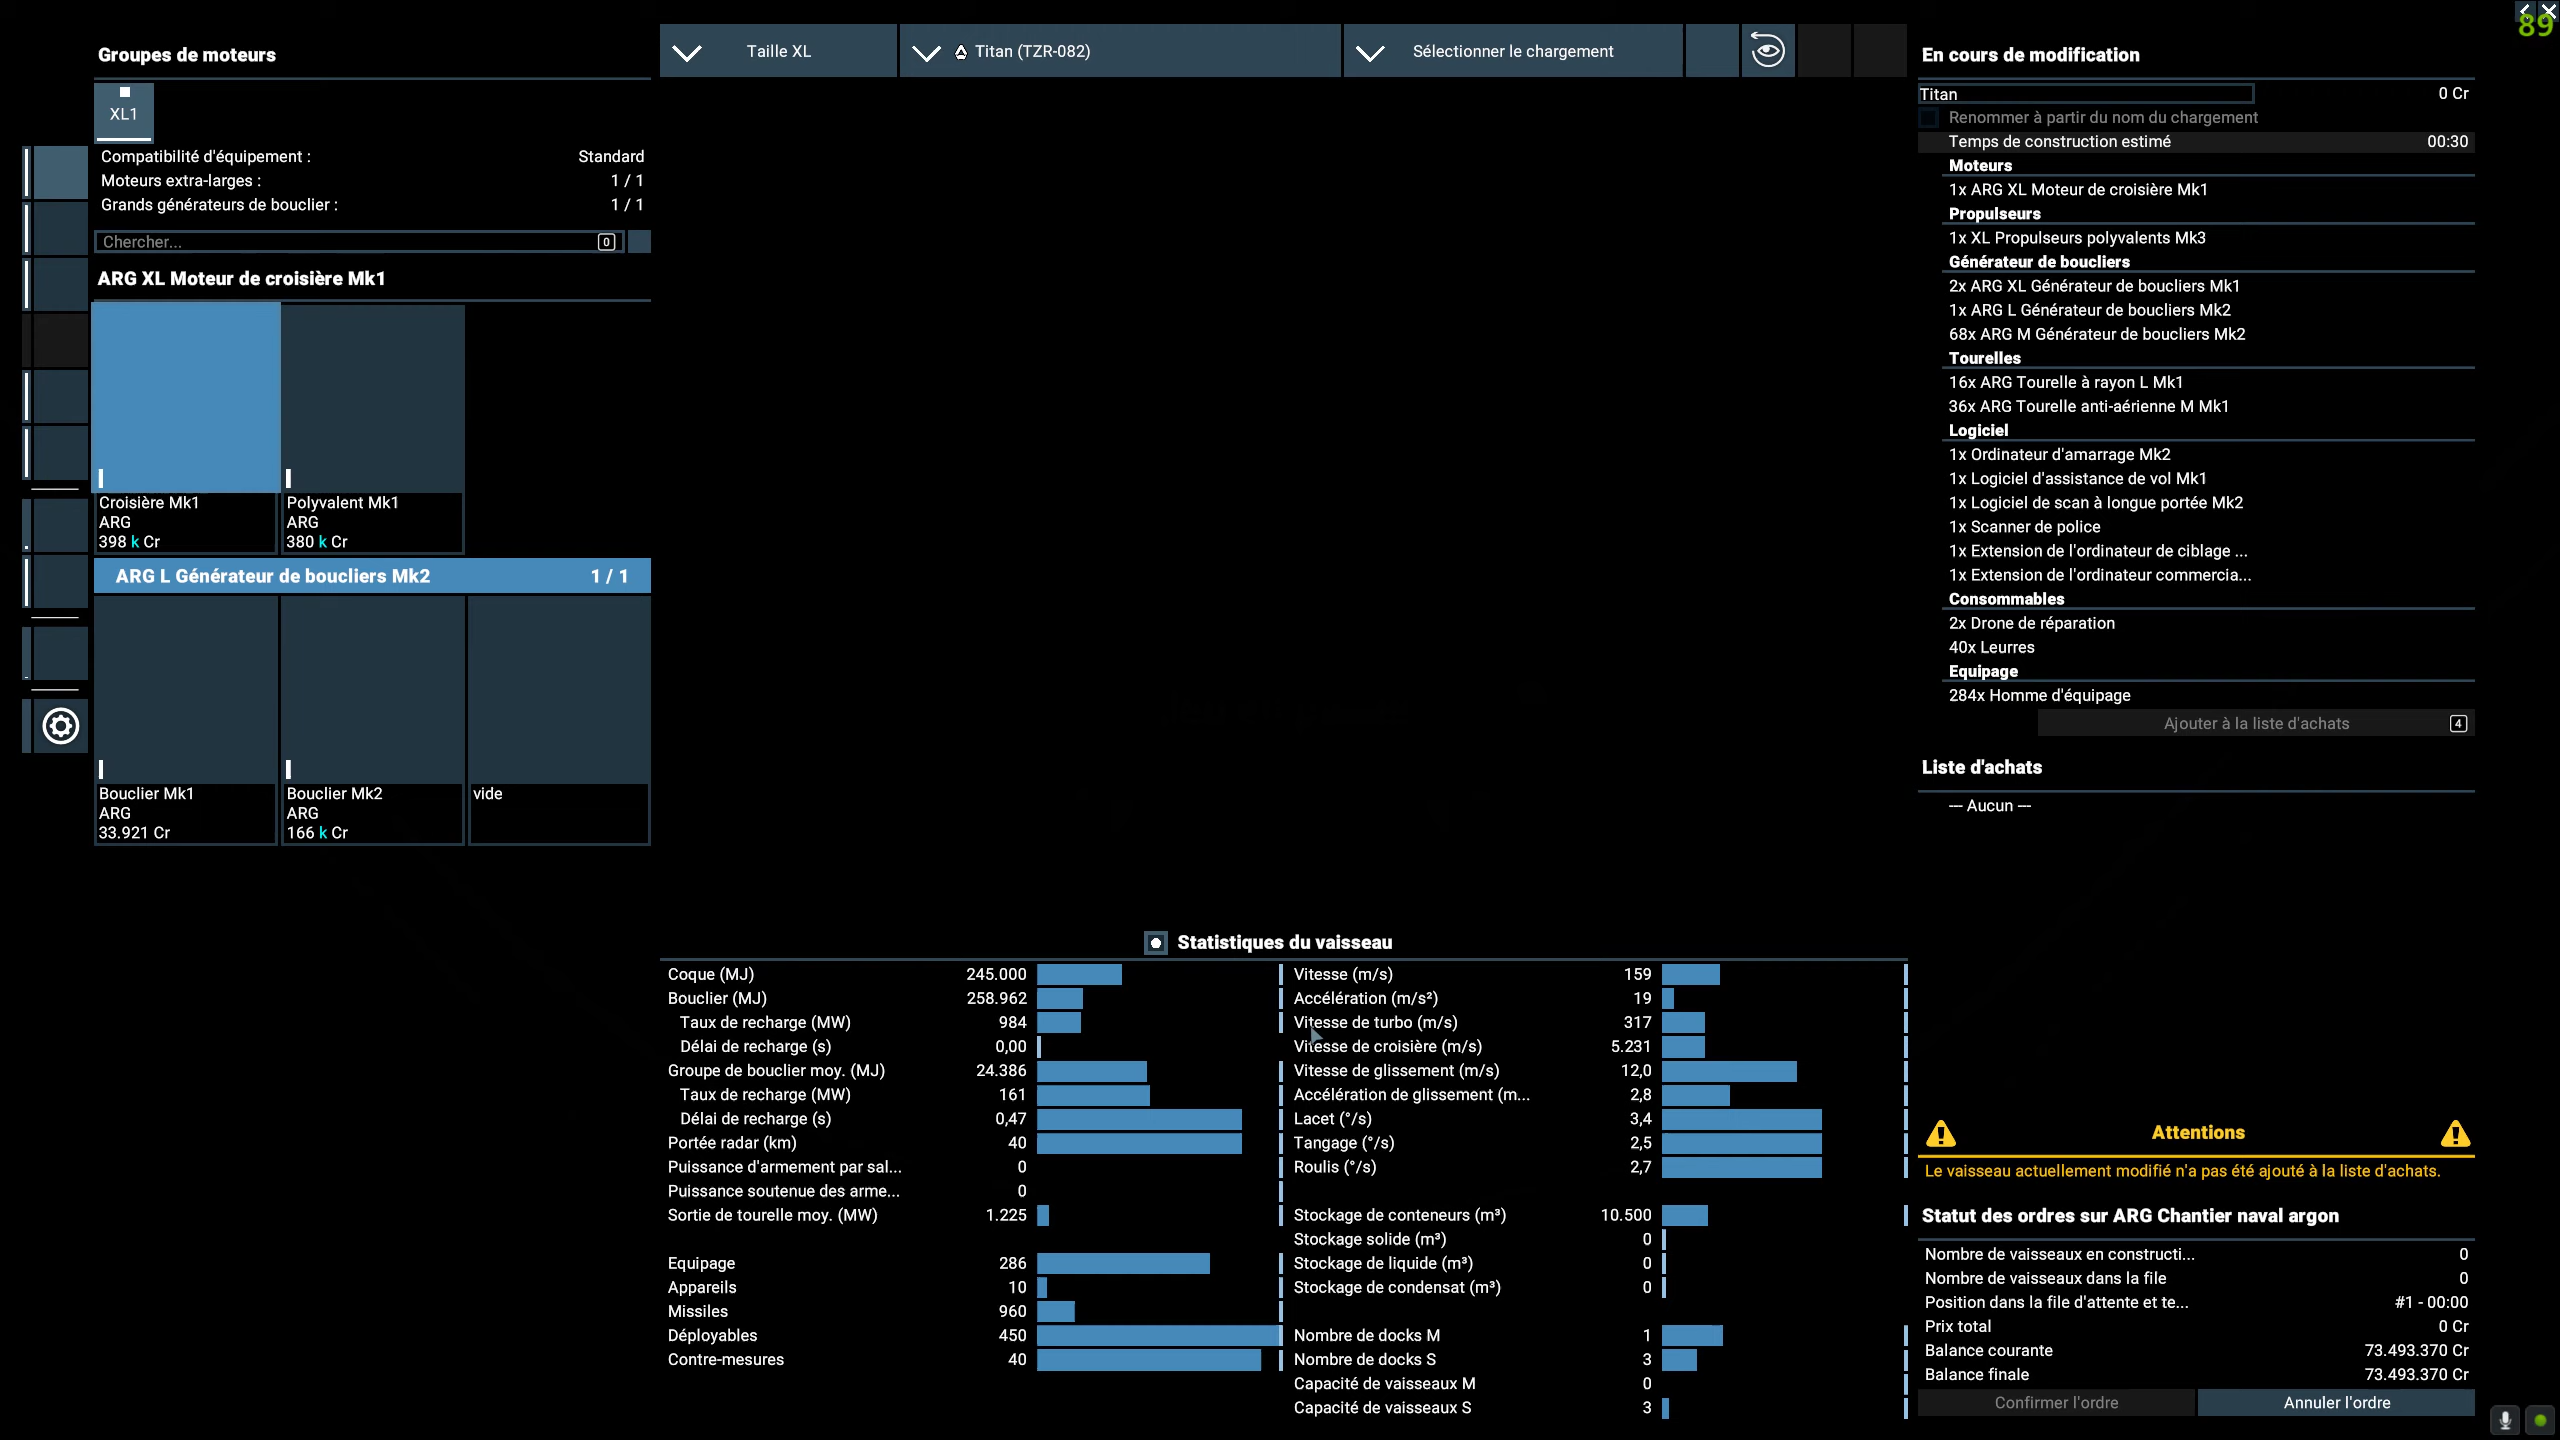 Groupes de moteurs
XL1
Compatibilité d'équipement : Standard
Moteurs extra-larges : 1 / 1
Grands générateurs de bouclier : 1 / 1
Chercher... 0
ARG XL Moteur de croisière Mk1
Croisière Mk1
ARG
398 k Cr
Polyvalent Mk1
ARG
380 k Cr
ARG L Générateur de boucliers Mk2 1 / 1
Bouclier Mk1
ARG
33.921 Cr
Bouclier Mk2
ARG
166 k Cr
vide
Taille XL
Titan (TZR-082)
Sélectionner le chargement
Statistiques du vaisseau
Coque (MJ) 245.000
Bouclier (MJ) 258.962
Taux de recharge (MW) 984
Délai de recharge (s) 0,00
Groupe de bouclier moy. (MJ) 24.386
Taux de recharge (MW) 161
Délai de recharge (s) 0,47
Portée radar (km) 40
Puissance d'armement par sal... 0
Puissance soutenue des arme... 0
Sortie de tourelle moy. (MW) 1.225
Equipage 286
Appareils 10
Missiles 960
Déployables 450
Contre-mesures 40
Vitesse (m/s) 159
Accélération (m/s²) 19
Vitesse de turbo (m/s) 317
Vitesse de croisière (m/s) 5.231
Vitesse de glissement (m/s) 12,0
Accélération de glissement (m... 2,8
Lacet (°/s) 3,4
Tangage (°/s) 2,5
Roulis (°/s) 2,7
Stockage de conteneurs (m³) 10.500
Stockage solide (m³) 0
Stockage de liquide (m³) 0
Stockage de condensat (m³) 0
Nombre de docks M 1
Nombre de docks S 3
Capacité de vaisseaux M 0
Capacité de vaisseaux S 3
89
En cours de modification
Titan 0 Cr
Renommer à partir du nom du chargement
Temps de construction estimé 00:30
Moteurs
1x ARG XL Moteur de croisière Mk1
Propulseurs
1x XL Propulseurs polyvalents Mk3
Générateur de boucliers
2x ARG XL Générateur de boucliers Mk1
1x ARG L Générateur de boucliers Mk2
68x ARG M Générateur de boucliers Mk2
Tourelles
16x ARG Tourelle à rayon L Mk1
36x ARG Tourelle anti-aérienne M Mk1
Logiciel
1x Ordinateur d'amarrage Mk2
1x Logiciel d'assistance de vol Mk1
1x Logiciel de scan à longue portée Mk2
1x Scanner de police
1x Extension de l'ordinateur de ciblage ...
1x Extension de l'ordinateur commercia...
Consommables
2x Drone de réparation
40x Leurres
Equipage
284x Homme d'équipage
Ajouter à la liste d'achats 4
Liste d'achats
--- Aucun ---
Attentions
Le vaisseau actuellement modifié n'a pas été ajouté à la liste d'achats.
Statut des ordres sur ARG Chantier naval argon
Nombre de vaisseaux en constructi... 0
Nombre de vaisseaux dans la file 0
Position dans la file d'attente et te... #1 - 00:00
Prix total 0 Cr
Balance courante 73.493.370 Cr
Balance finale 73.493.370 Cr
Confirmer l'ordre
Annuler l'ordre